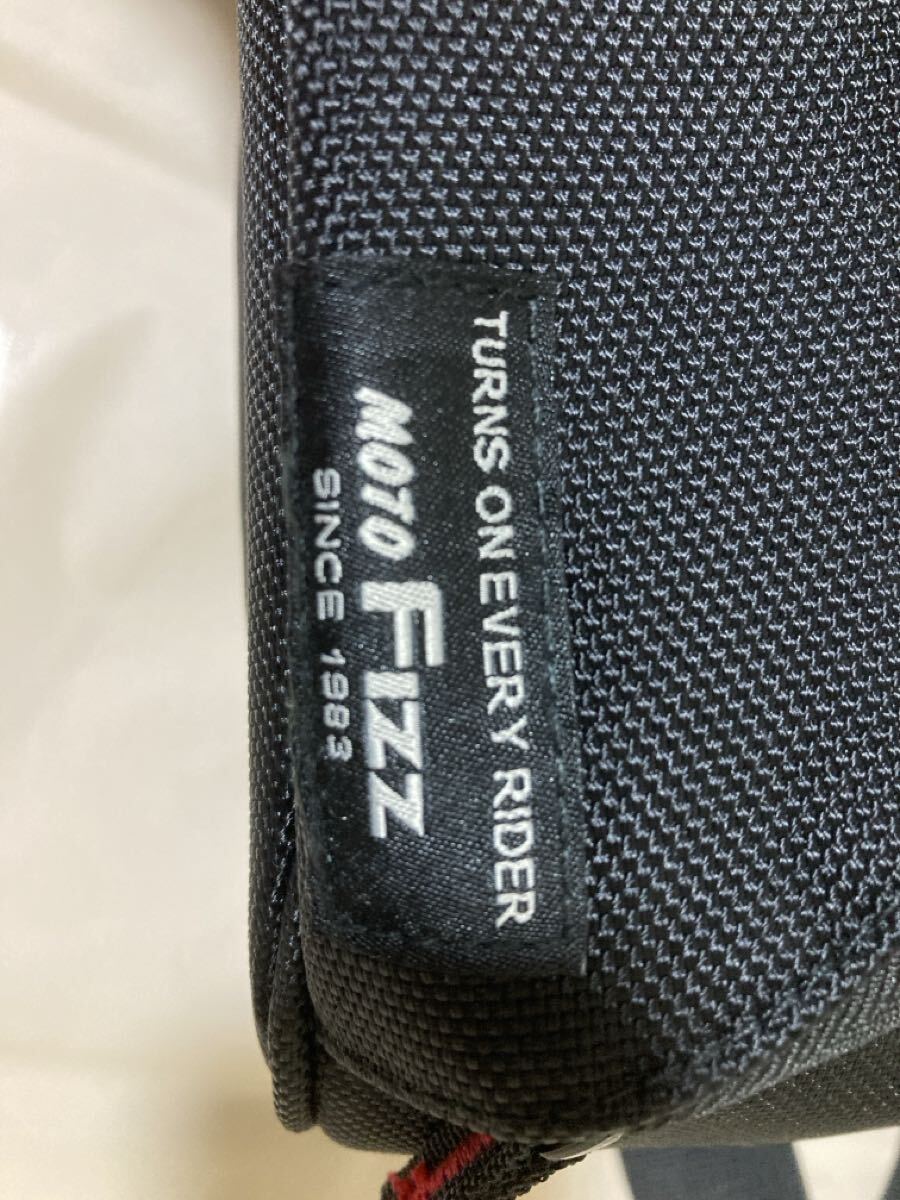 TURNS ON EVERY RIDER
MOTO FIZZ
SINCE 1983